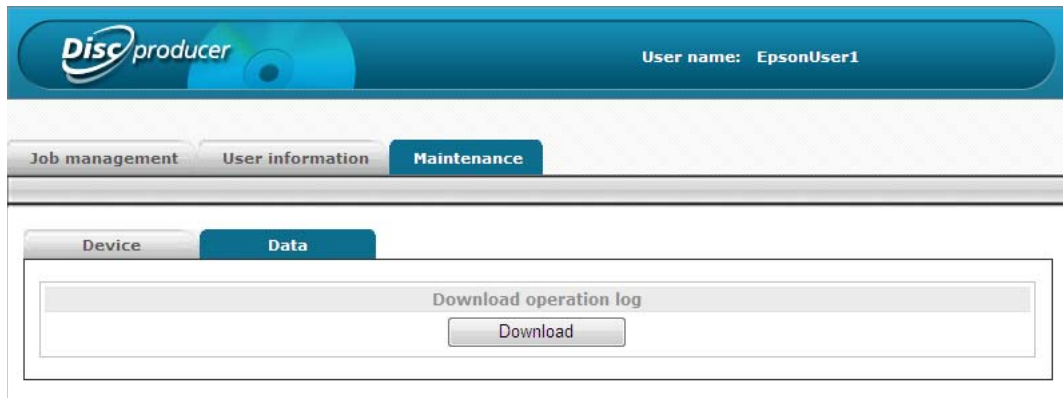 Disc producer
User name: EpsonUser1
Job management User information Maintenance
Device Data
Download operation log
Download